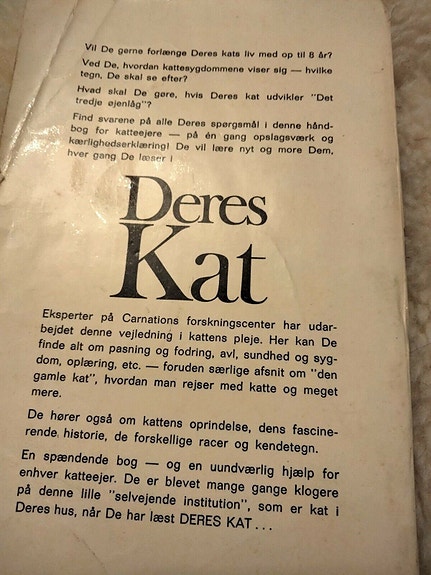 Vil De gerne forlænge Deres kats liv med op til 8 år?
Ved De, hvordan kattesygdommene viser sig — hvilke
tegn, De skal se efter?
Hvad skal De gøre, hvis Deres kat udvikler "Det
tredje øjenlåg"?
Find svarene på alle Deres spørgsmål i denne hånd-
bog for katteejere — på én gang opslagsværk og
kærlighedserklæring! De vil lære nyt og more Dem,
hver gang De læser i
Deres
Kat
Eksperter på Carnations forskningscenter har udar-
bejdet denne vejledning i kattens pleje. Her kan De
finde alt om pasning og fodring, avl, sundhed og syg-
dom, oplæring, etc. — foruden særlige afsnit om "den
gamle kat", hvordan man rejser med katte og meget
mere.
De hører også om kattens oprindelse, dens fascine-
rende historie, de forskellige racer og kendetegn.
En spændende bog — og en uundværlig hjælp for
enhver katteejer. De er blevet mange gange klogere
på denne lille "selvejende institution", som er kat i
Deres hus, når De har læst DERES KAT...